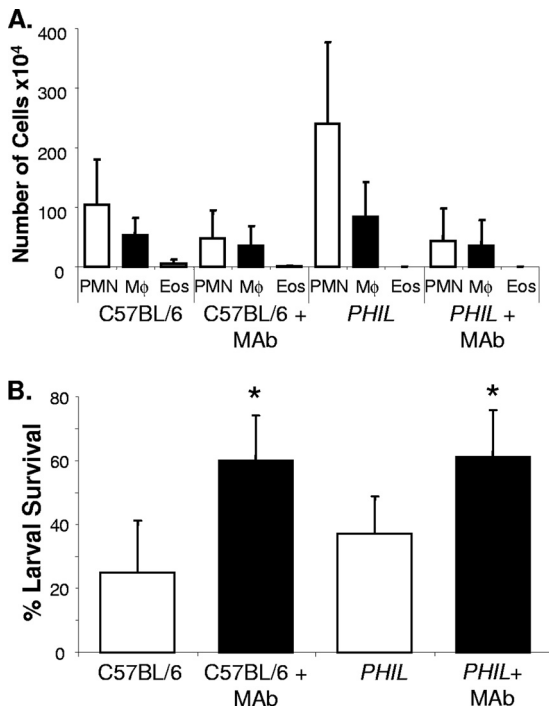 A.
Number of Cells x10⁴
400
200
100
0
PMN Mφ Eos PMN Mφ Eos PMN Mφ Eos PMN Mφ Eos
C57BL/6 C57BL/6 + MAb PHIL PHIL + MAb
B.
% Larval Survival
80
60
40
20
0
* *
C57BL/6 C57BL/6 + MAb PHIL PHIL+ MAb